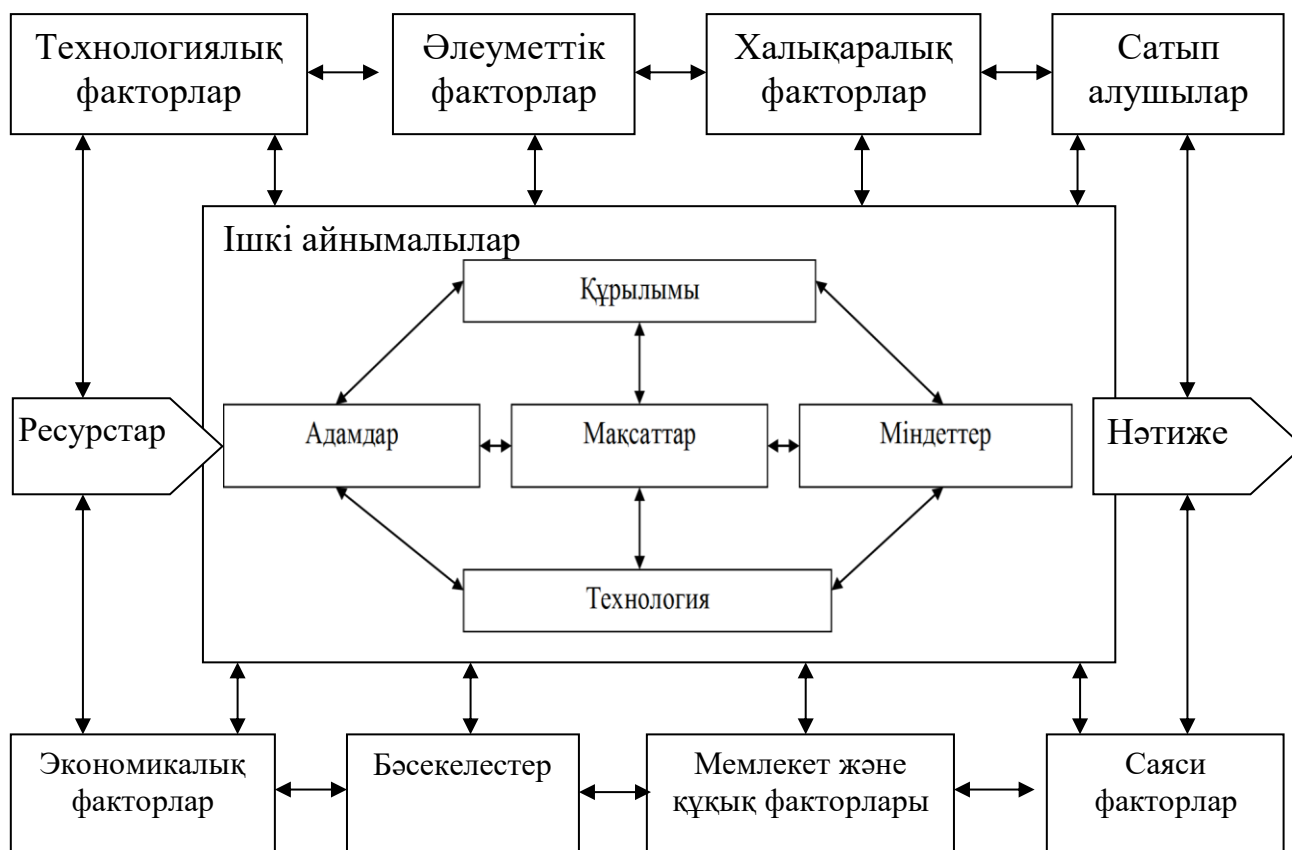 Технологиялық
факторлар
Әлеуметтік
факторлар
Халықаралық
факторлар
Сатып
алушылар
Ішкі айнымалылар
Құрылымы
Ресурстар
Адамдар
Мақсаттар
Міндеттер
Нәтиже
Технология
Экономикалық
факторлар
Бәсекелестер
Мемлекет және
құқық факторлары
Саяси
факторлар